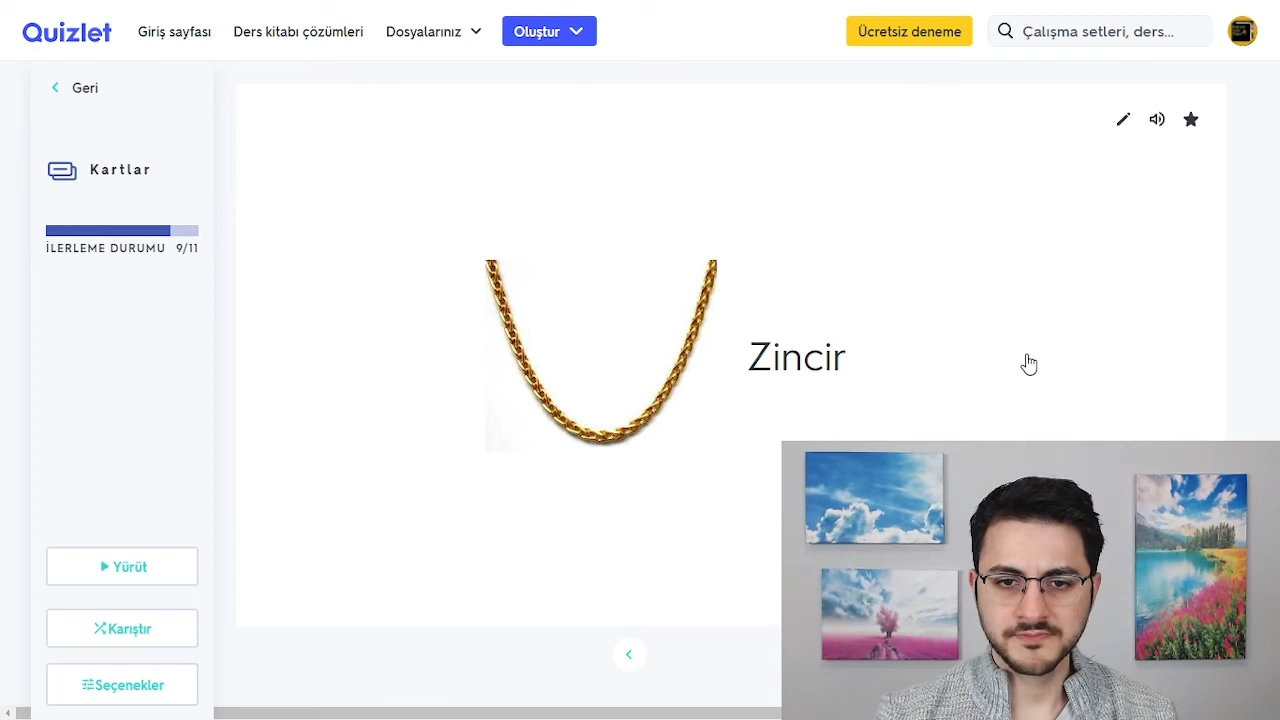 Quizlet
Giriş sayfası
Ders kitabı çözümleri
Dosyalarınız
Oluştur
Ücretsiz deneme
Çalışma setleri, ders...
Geri
Kartlar
İLERLEME DURUMU 9/11
Zincir
Yürüt
Karıştır
Seçenekler